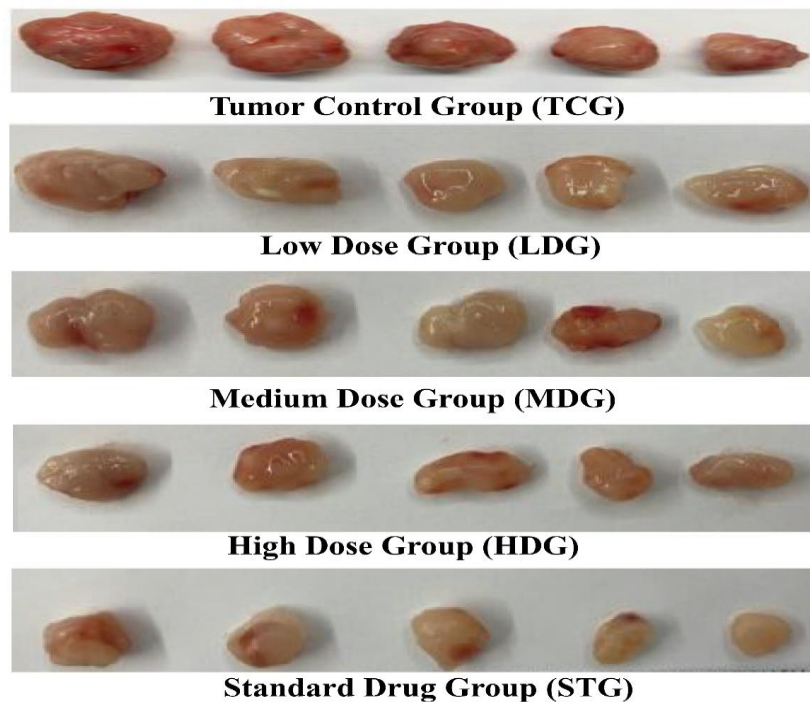 Tumor Control Group (TCG)
Low Dose Group (LDG)
Medium Dose Group (MDG)
High Dose Group (HDG)
Standard Drug Group (STG)